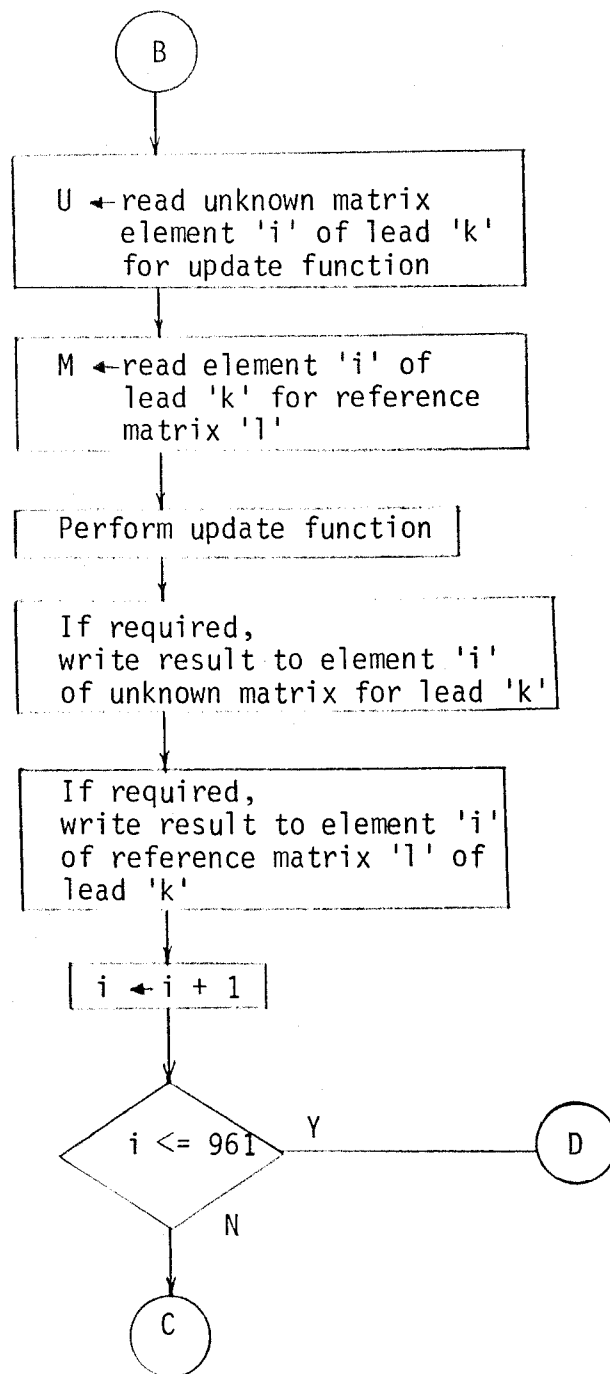 B
U ←read unknown matrix
element 'i' of lead 'k'
for update function
M ←read element 'i' of
lead 'k' for reference
matrix 'l'
Perform update function
If required,
write result to element 'i'
of unknown matrix for lead 'k'
If required,
write result to element 'i'
of reference matrix 'l' of
lead 'k'
i ← i + 1
i <= 961
Y
D
N
C